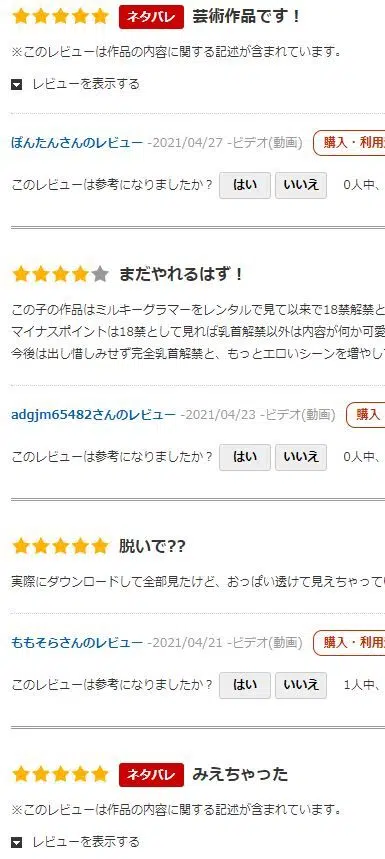 ★★★★★ ネタバレ 芸術作品です！
※このレビューは作品の内容に関する記述が含まれています。
レビューを表示する
ぽんたんさんのレビュー -2021/04/27 -ビデオ(動画) 購入・利用
このレビューは参考になりましたか？ はい いいえ 0人中、
★★★★★ まだやれるはず！
この子の作品はミルキーグラマーをレンタルで見て以来で18禁解禁と
マイナスポイントは18禁として見れば乳首解禁以外は内容が何か可愛
今後は出し惜しみせず完全乳首解禁と、もっとエロいシーンを増やして
adgjm65482さんのレビュー -2021/04/23 -ビデオ(動画) 購入
このレビューは参考になりましたか？ はい いいえ 0人中、
★★★★★ 脱いで??
実際にダウンロードして全部見たけど、おっぱい透けて見えちゃってい
ももそらさんのレビュー -2021/04/21 -ビデオ(動画) 購入・利用
このレビューは参考になりましたか？ はい いいえ 1人中、
★★★★★ ネタバレ みえちゃった
※このレビューは作品の内容に関する記述が含まれています。
レビューを表示する